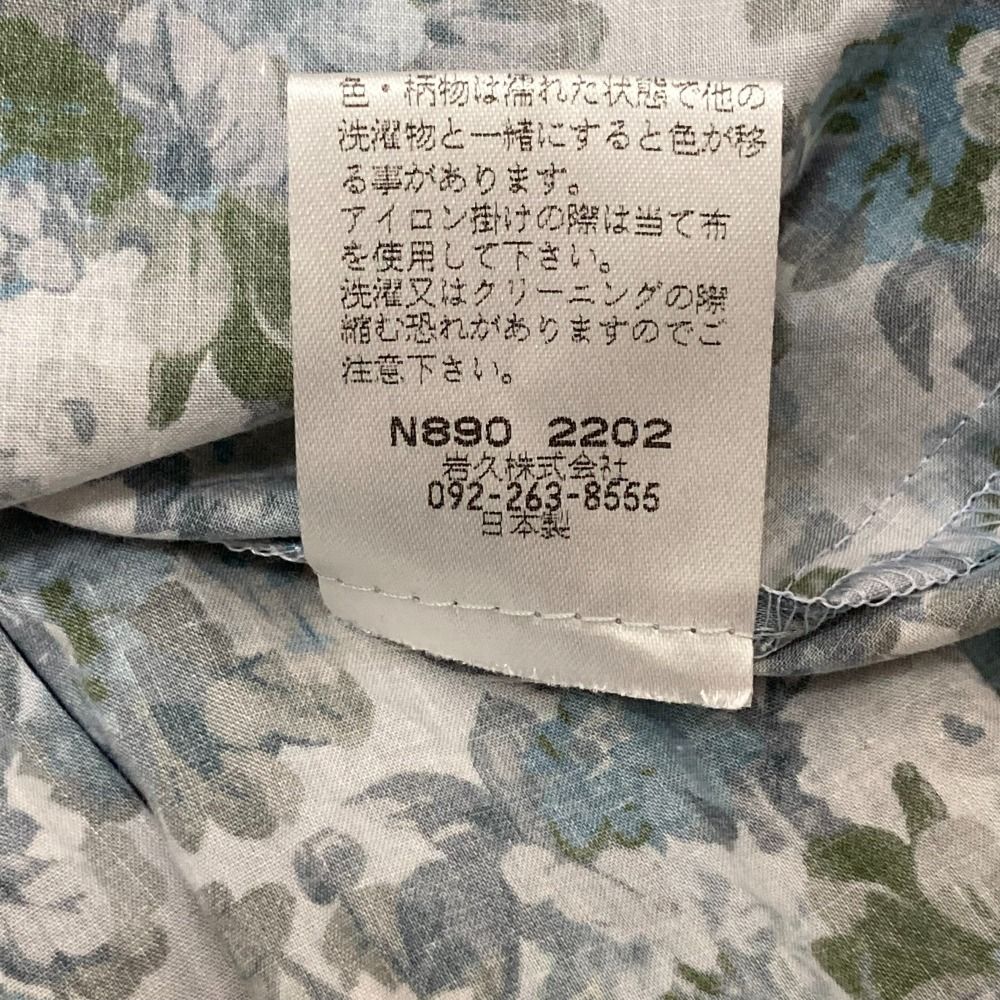 色・柄物は濡れた状態で他の
洗濯物と一緒にすると色が移
る事があります。
アイロン掛けの際は当て布
を使用して下さい。
洗濯又はクリーニングの際
縮む恐れがありますのでご
注意下さい。
N890 2202
岩久株式会社
092-263-8555
日本製